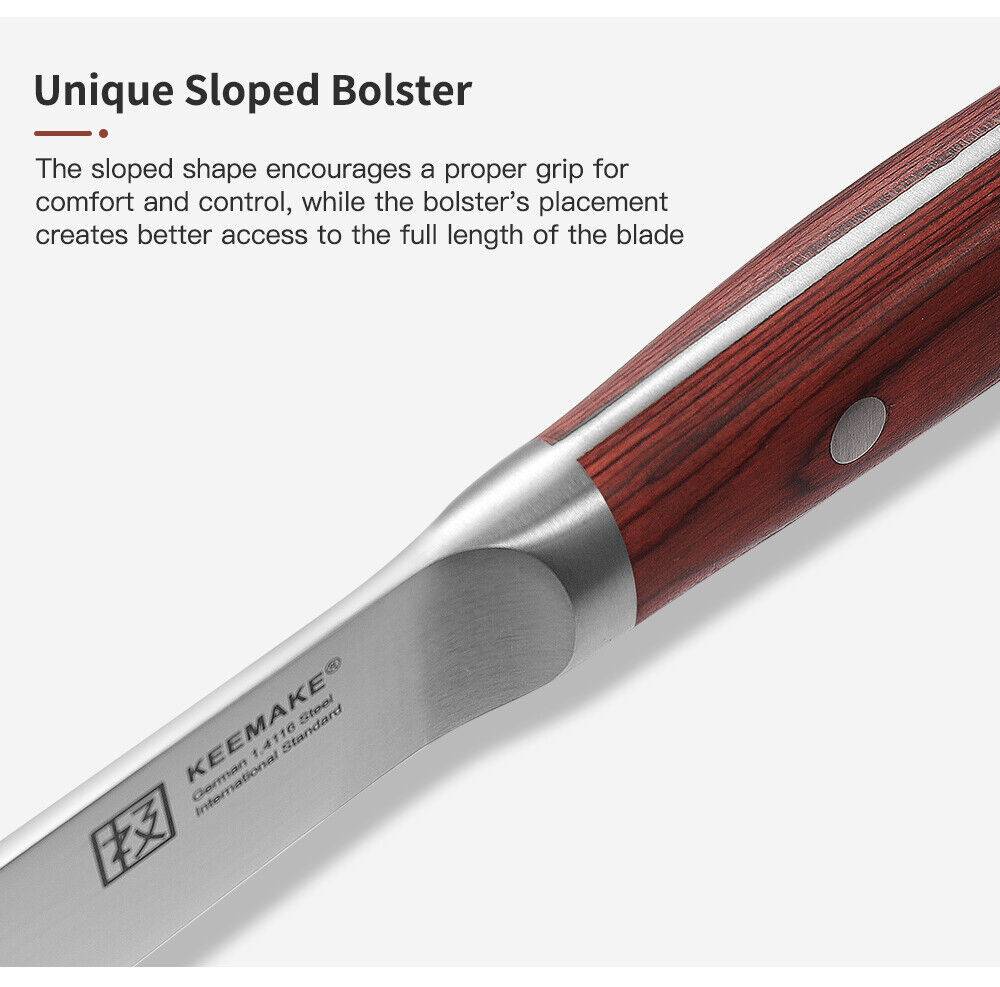 Unique Sloped Bolster
The sloped shape encourages a proper grip for
comfort and control, while the bolster’s placement
creates better access to the full length of the blade
KEEMAKE®
German 1.4116 Steel
International Standard
技